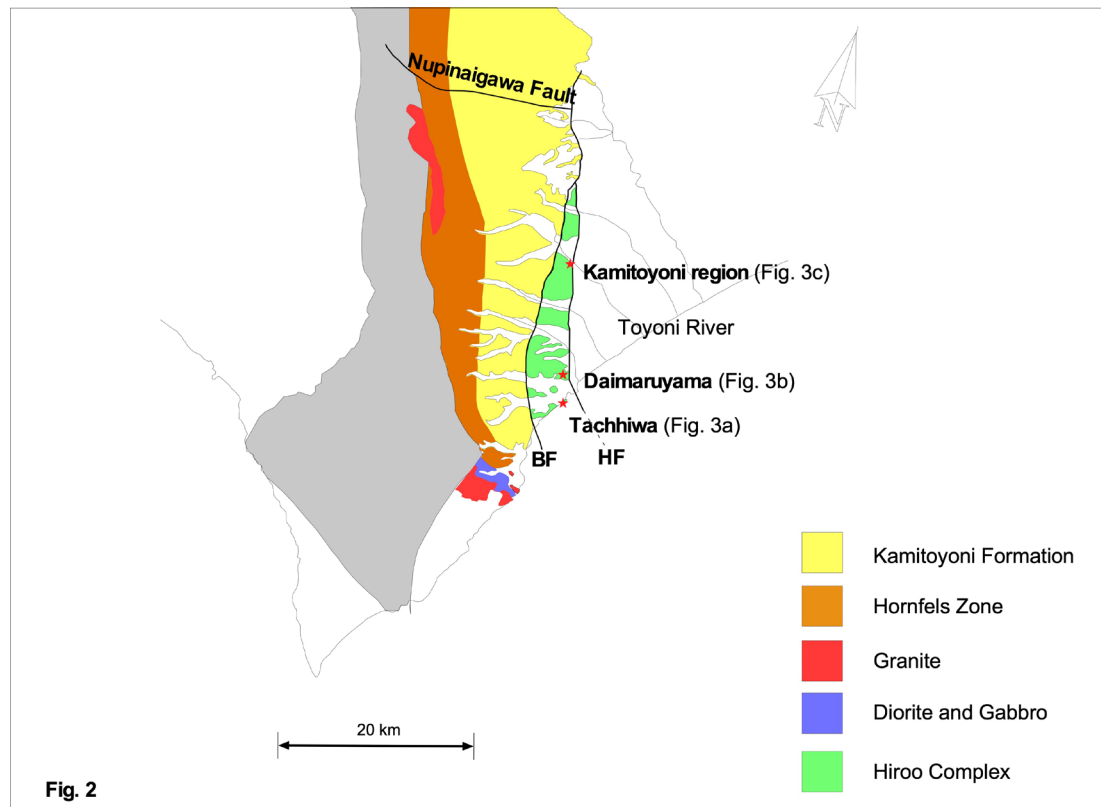 Nupinaigawa Fault
N
Kamitoyoni region (Fig. 3c)
Toyoni River
Daimaruyama (Fig. 3b)
Tachhiwa (Fig. 3a)
BF
HF
Kamitoyoni Formation
Hornfels Zone
Granite
Diorite and Gabbro
Hiroo Complex
20 km
Fig. 2